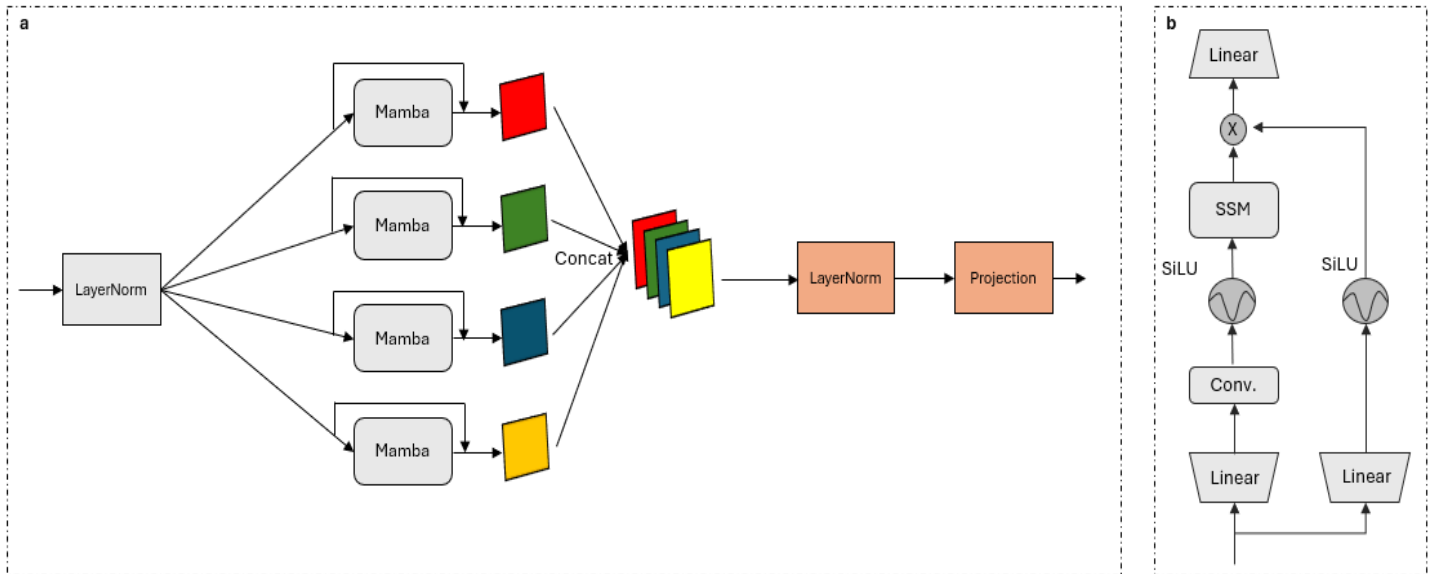 a
Mamba
Mamba
Concat
LayerNorm
LayerNorm
Projection
Mamba
Mamba
b
Linear
X
SSM
SiLU
SiLU
Conv.
Linear
Linear